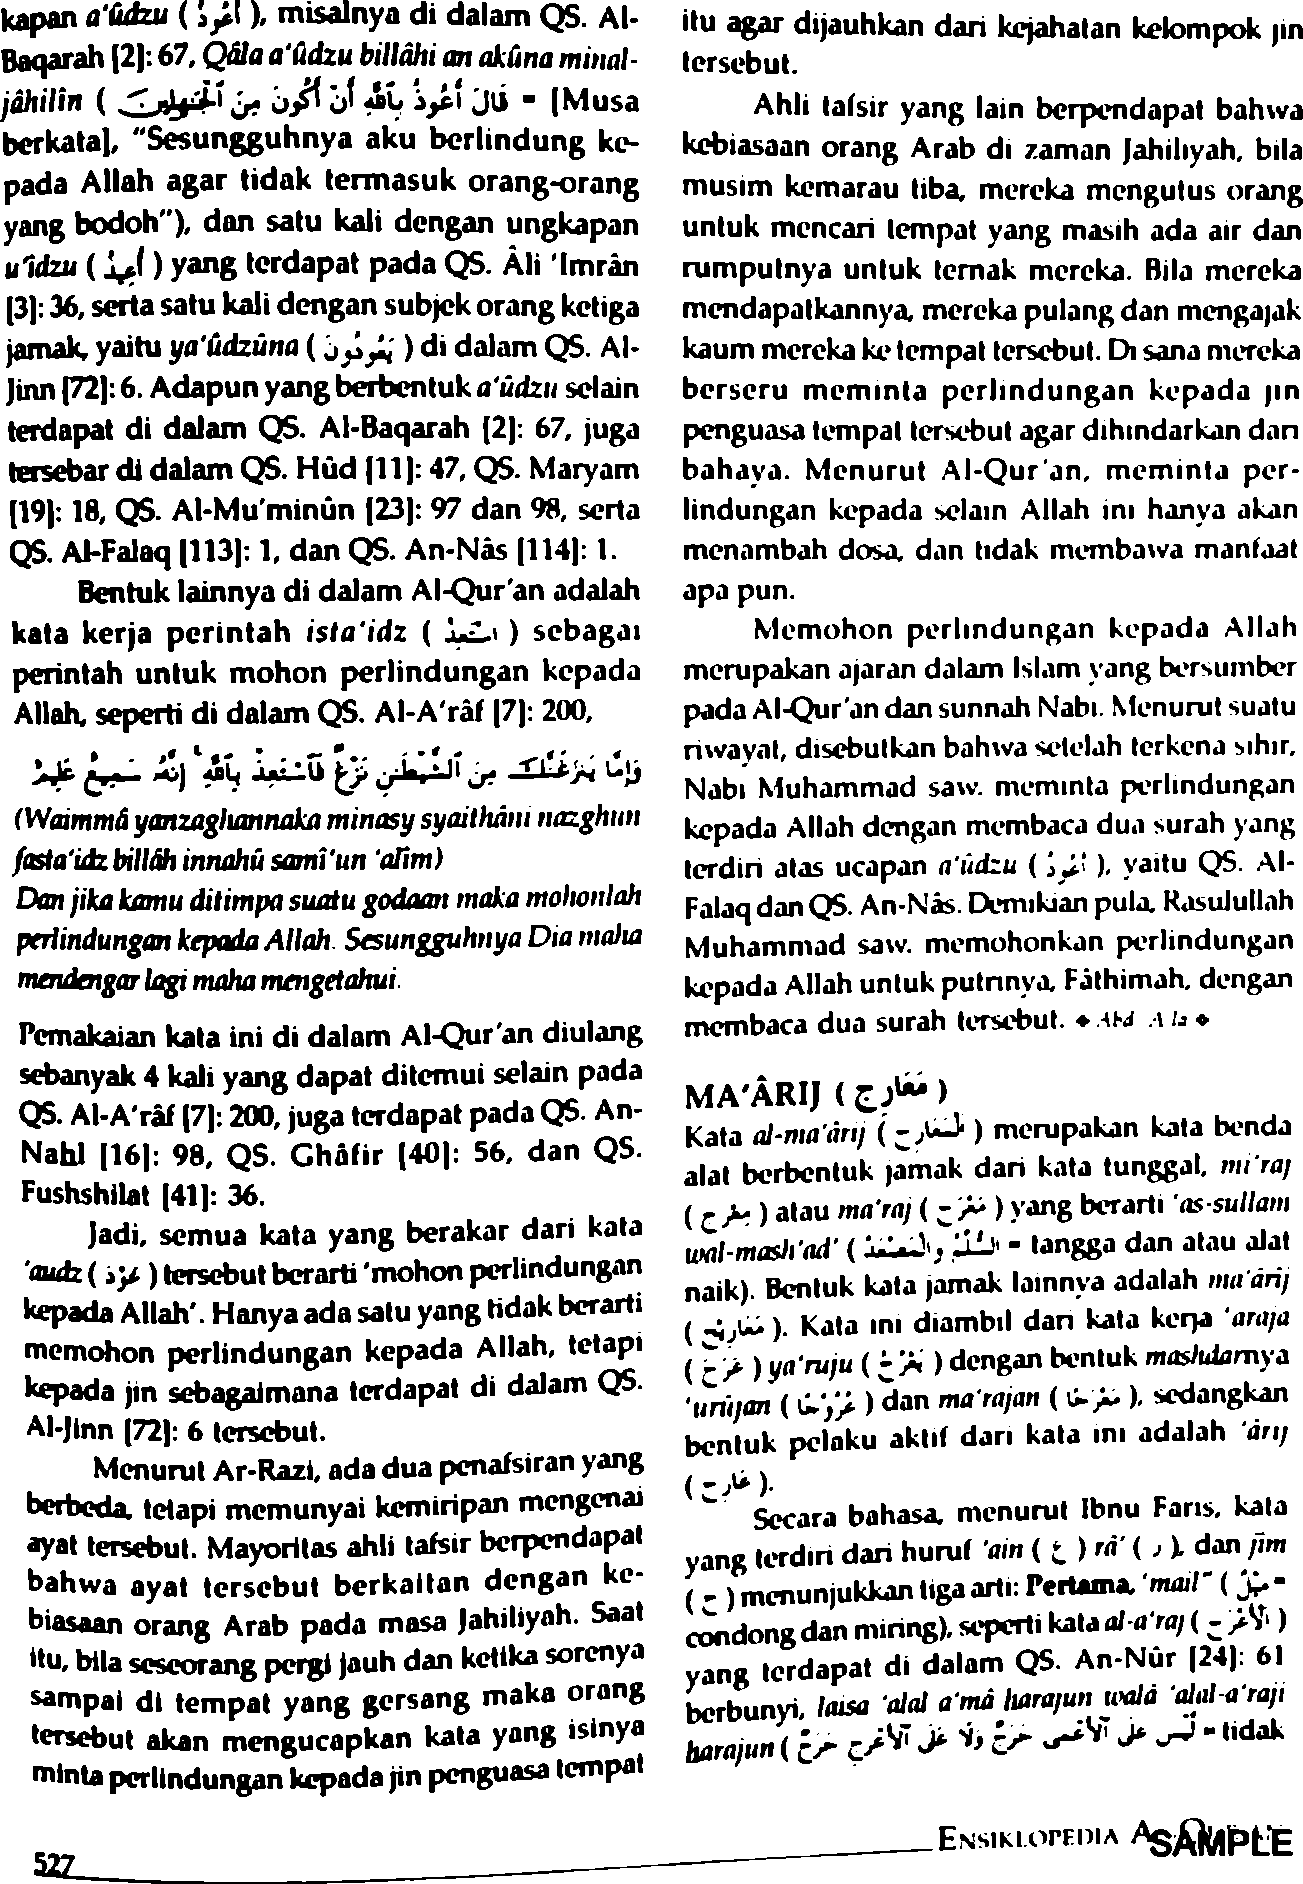 kapan a'ûdzu ( أَعُوذُ ), misalnya di dalam QS. Al-
Baqarah [2]: 67, Qâla a'ûdzu billâhi an akûna minal-
jâhilîn ( قَالَ أَعُوذُ بِٱللَّهِ أَنْ أَكُونَ مِنَ ٱلْجَٰهِلِينَ = [Musa
berkata], "Sesungguhnya aku berlindung ke-
pada Allah agar tidak termasuk orang-orang
yang bodoh"), dan satu kali dengan ungkapan
u'îdzu ( أُعِيذُ ) yang terdapat pada QS. Âli 'Imrân
[3]: 36, serta satu kali dengan subjek orang ketiga
jamak, yaitu ya'ûdzûna ( يَعُوذُونَ ) di dalam QS. Al-
Jinn [72]: 6. Adapun yang berbentuk a'ûdzu selain
terdapat di dalam QS. Al-Baqarah [2]: 67, juga
tersebar di dalam QS. Hûd [11]: 47, QS. Maryam
[19]: 18, QS. Al-Mu'minûn [23]: 97 dan 98, serta
QS. Al-Falaq [113]: 1, dan QS. An-Nâs [114]: 1.
Bentuk lainnya di dalam Al-Qur'an adalah
kata kerja perintah ista'idz ( اسْتَعِذْ ) sebagai
perintah untuk mohon perlindungan kepada
Allah, seperti di dalam QS. Al-A'râf [7]: 200,
وَإِمَّا يَنزَغَنَّكَ مِنَ ٱلشَّيْطَٰنِ نَزْغٌ فَٱسْتَعِذْ بِٱللَّهِ ۚ إِنَّهُۥ سَمِيعٌ عَلِيمٌ
(Waimmâ yanzaghannaka minasy syaithâni nazghun
fasta'idz billâh innahû samî'un 'alîm)
Dan jika kamu ditimpa suatu godaan maka mohonlah
perlindungan kepada Allah. Sesungguhnya Dia maha
mendengar lagi maha mengetahui.
Pemakaian kata ini di dalam Al-Qur'an diulang
sebanyak 4 kali yang dapat ditemui selain pada
QS. Al-A'râf [7]: 200, juga terdapat pada QS. An-
Nahl [16]: 98, QS. Ghâfir [40]: 56, dan QS.
Fushshilat [41]: 36.
Jadi, semua kata yang berakar dari kata
'audz ( عَوْذ ) tersebut berarti 'mohon perlindungan
kepada Allah'. Hanya ada satu yang tidak berarti
memohon perlindungan kepada Allah, tetapi
kepada jin sebagaimana terdapat di dalam QS.
Al-Jinn [72]: 6 tersebut.
Menurut Ar-Razi, ada dua penafsiran yang
berbeda, tetapi memunyai kemiripan mengenai
ayat tersebut. Mayoritas ahli tafsir berpendapat
bahwa ayat tersebut berkaitan dengan ke-
biasaan orang Arab pada masa Jahiliyah. Saat
itu, bila seseorang pergi jauh dan ketika sorenya
sampai di tempat yang gersang maka orang
tersebut akan mengucapkan kata yang isinya
minta perlindungan kepada jin penguasa tempat
itu agar dijauhkan dari kejahatan kelompok jin
tersebut.
Ahli tafsir yang lain berpendapat bahwa
kebiasaan orang Arab di zaman Jahiliyah, bila
musim kemarau tiba, mereka mengutus orang
untuk mencari tempat yang masih ada air dan
rumputnya untuk ternak mereka. Bila mereka
mendapatkannya, mereka pulang dan mengajak
kaum mereka ke tempat tersebut. Di sana mereka
berseru meminta perlindungan kepada jin
penguasa tempat tersebut agar dihindarkan dari
bahaya. Menurut Al-Qur'an, meminta per-
lindungan kepada selain Allah ini hanya akan
menambah dosa, dan tidak membawa manfaat
apa pun.
Memohon perlindungan kepada Allah
merupakan ajaran dalam Islam yang bersumber
pada Al-Qur'an dan sunnah Nabi. Menurut suatu
riwayat, disebutkan bahwa setelah terkena sihir,
Nabi Muhammad saw. meminta perlindungan
kepada Allah dengan membaca dua surah yang
terdiri atas ucapan a'ûdzu ( أَعُوذُ ), yaitu QS. Al-
Falaq dan QS. An-Nâs. Demikian pula, Rasulullah
Muhammad saw. memohonkan perlindungan
kepada Allah untuk putrinya, Fâthimah, dengan
membaca dua surah tersebut. ◆
MA'ÂRIJ ( مَعَارِج )
Kata al-ma'ârij ( الْمَعَارِج ) merupakan kata benda
alat berbentuk jamak dari kata tunggal, mi'raj
( مِعْرَج ) atau ma'raj ( مَعْرَج ) yang berarti 'as-sullam
wal-mash'ad' ( السُّلَّم وَالْمَصْعَد = tangga dan atau alat
naik). Bentuk kata jamak lainnya adalah ma'ârîj
( مَعَارِيْج ). Kata ini diambil dari kata kerja 'araja
( عَرَجَ ) ya'ruju ( يَعْرُجُ ) dengan bentuk mashdarnya
'urûjan ( عُرُوْجًا ) dan ma'rajan ( مَعْرَجًا ), sedangkan
bentuk pelaku aktif dari kata ini adalah 'ârij
( عَارِج ).
Secara bahasa, menurut Ibnu Faris, kata
yang terdiri dari huruf 'ain ( ع ) râ' ( ر ), dan jîm
( ج ) menunjukkan tiga arti: Pertama, 'mail' ( مَيْل =
condong dan miring), seperti kata al-a'raj ( الْأَعْرَج )
yang terdapat di dalam QS. An-Nûr [24]: 61
berbunyi, laisa 'alal a'mâ harajun walâ 'alal-a'raji
harajun ( لَيْسَ عَلَى ٱلْأَعْمَىٰ حَرَجٌ وَلَا عَلَى ٱلْأَعْرَجِ حَرَجٌ = tidak
527
ENSIKLOPEDIA
SAMPLE